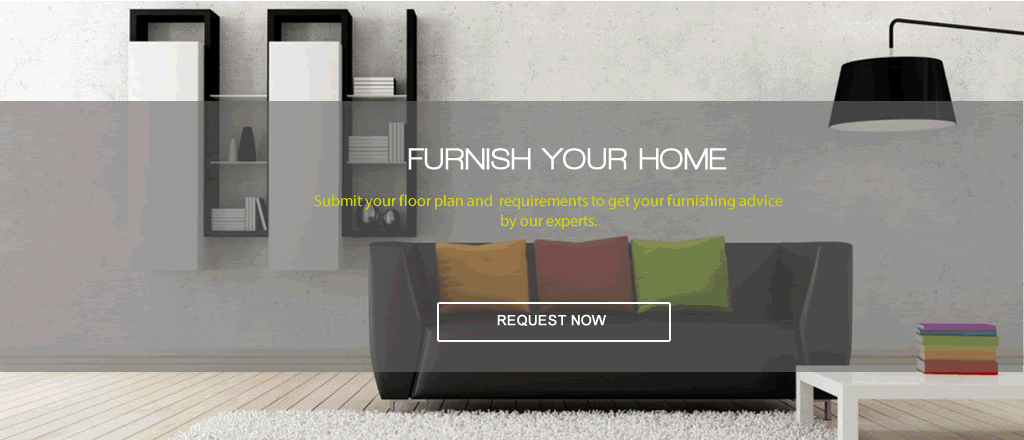 FURNISH YOUR HOME
Submit your floor plan and  requirements to get your furnishing advice
by our experts.
REQUEST NOW